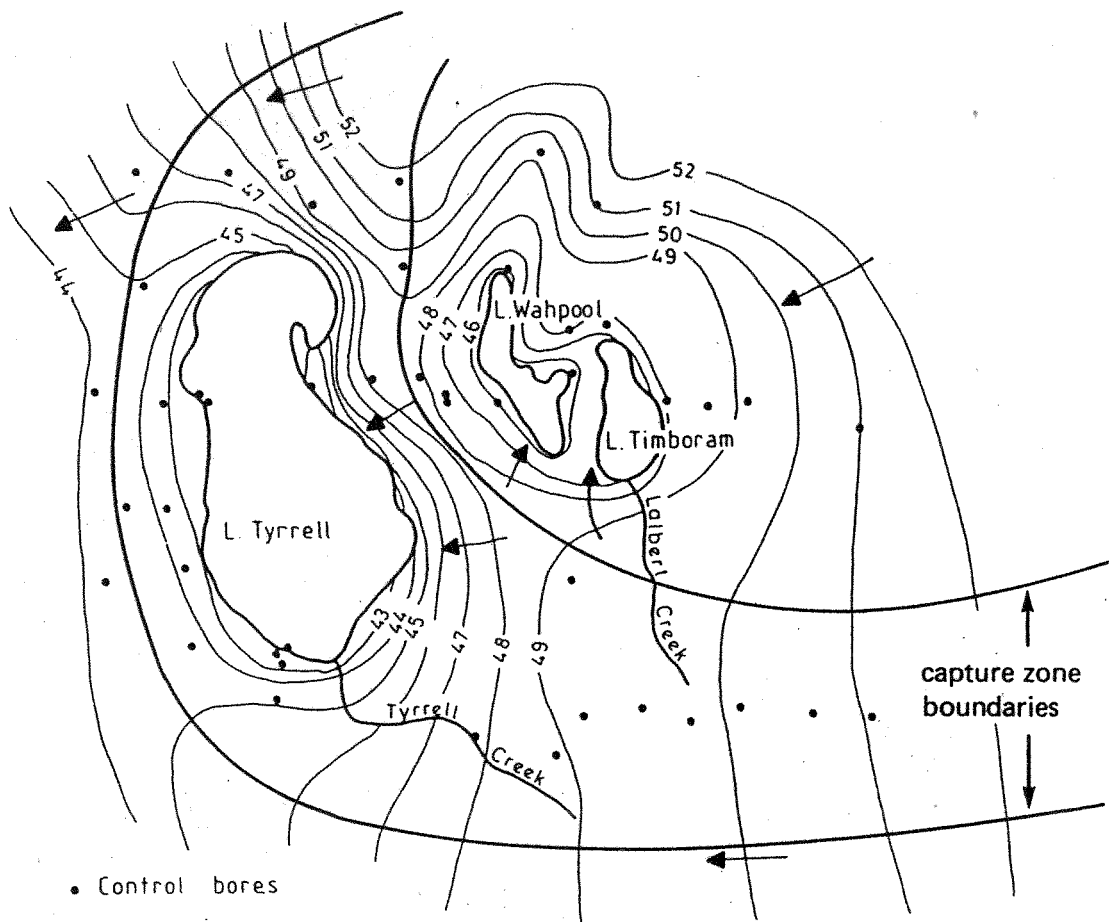 52
51
49
47
45
44
52
51
50
49
L. Wahpool
48
47
46
L. Timboram
L. Tyrrell
Lalbert
Creek
43
44
45
47
48
49
capture zone
boundaries
Tyrrell
Creek
• Control bores